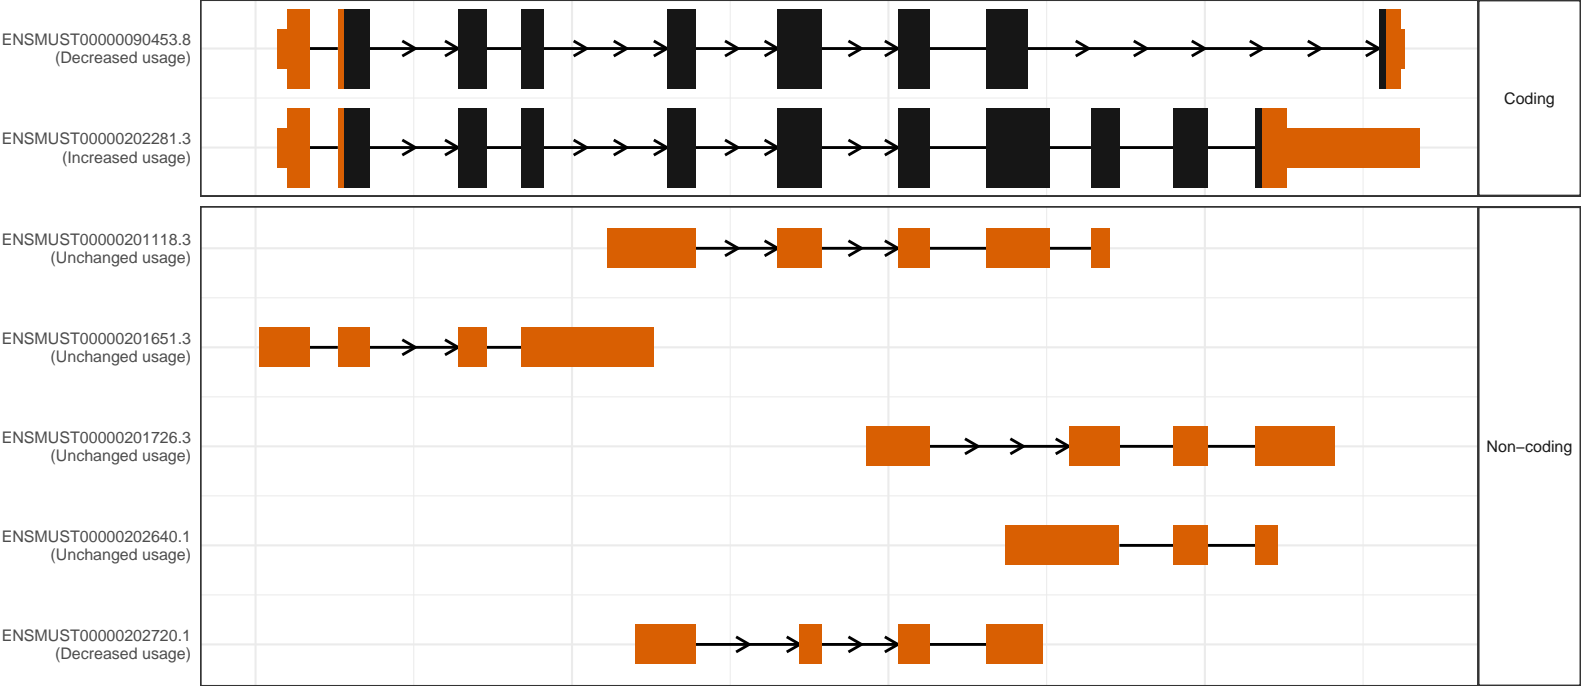 ENSMUST00000090453.8
(Decreased usage)
ENSMUST00000202281.3
(Increased usage)
Coding
ENSMUST00000201118.3
(Unchanged usage)
ENSMUST00000201651.3
(Unchanged usage)
ENSMUST00000201726.3
(Unchanged usage)
Non−coding
ENSMUST00000202640.1
(Unchanged usage)
ENSMUST00000202720.1
(Decreased usage)